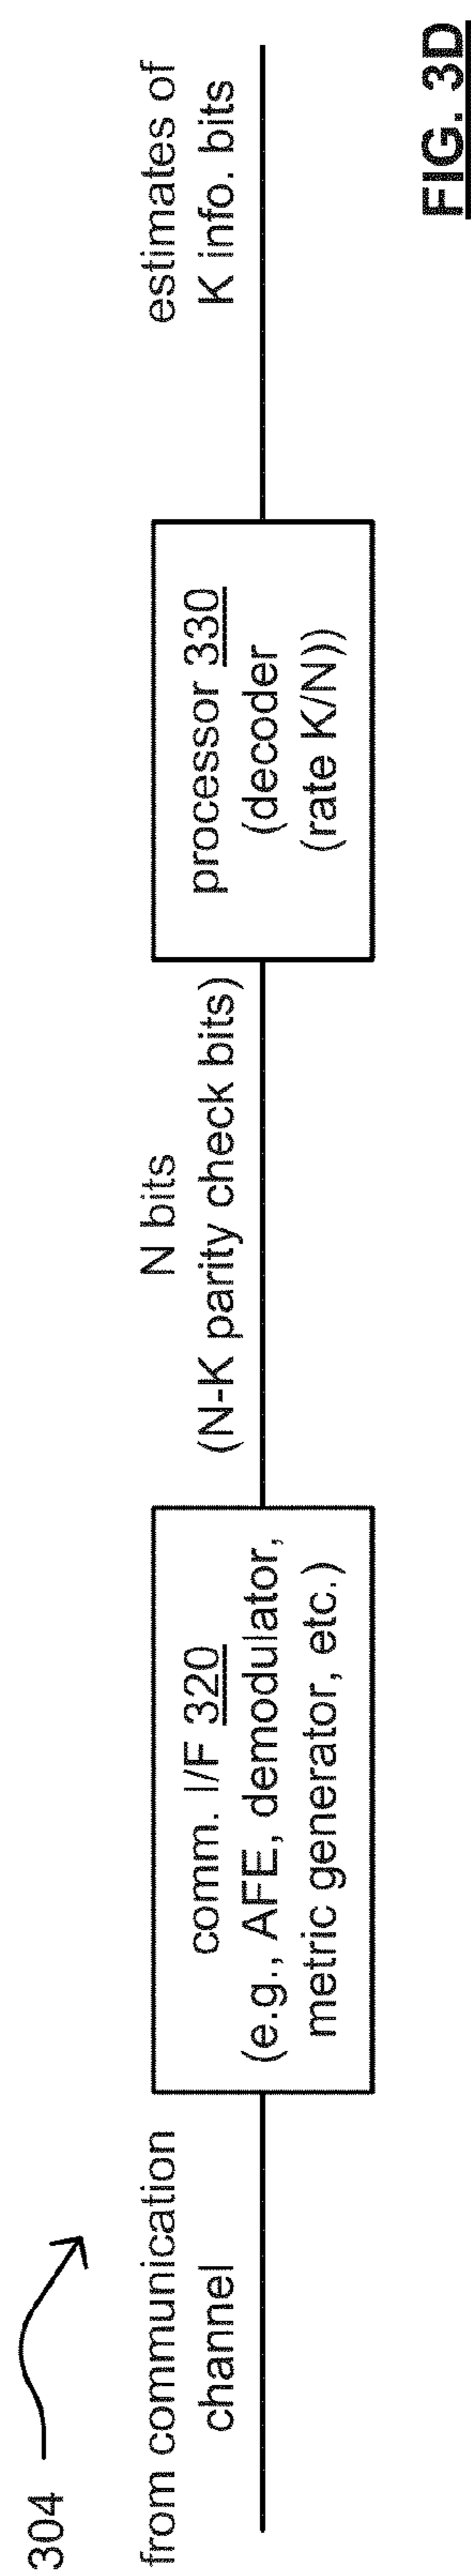 304
from communication
channel
comm. I/F 320
(e.g., AFE, demodulator,
metric generator, etc.)
N bits
(N-K parity check bits)
processor 330
(decoder
(rate K/N))
estimates of
K info. bits
FIG. 3D